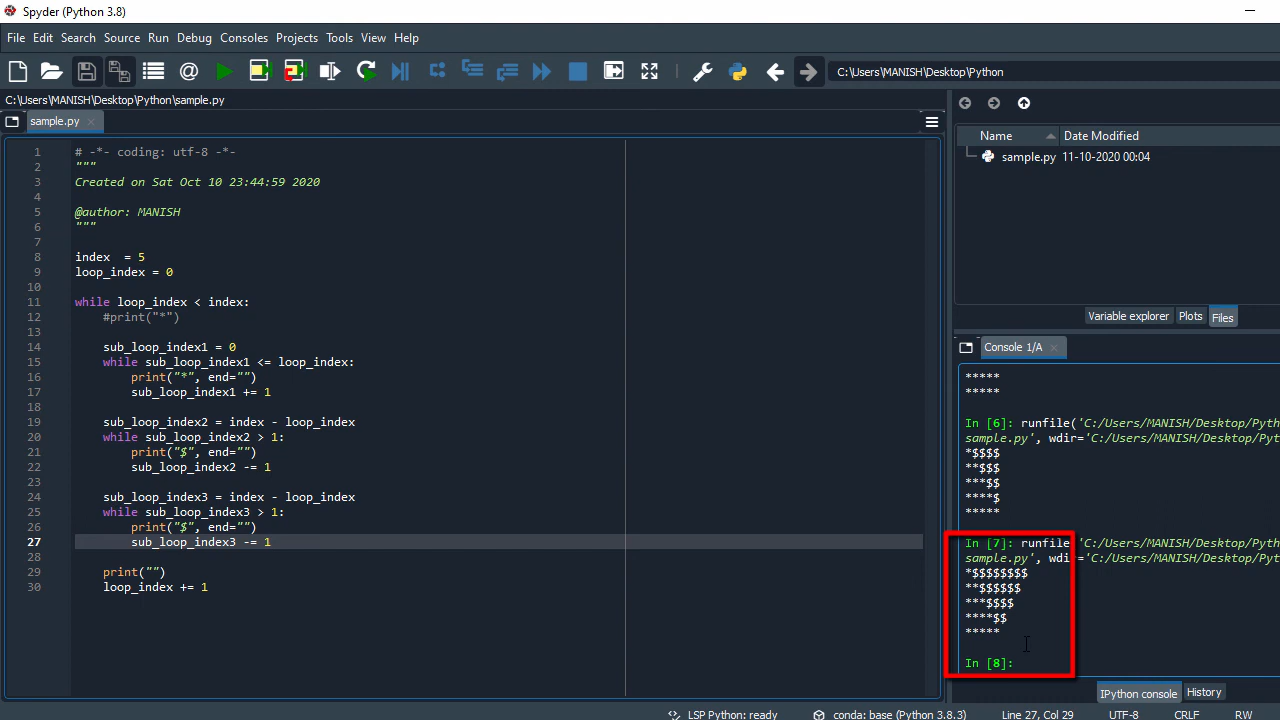 Spyder (Python 3.8)
File Edit Search Source Run Debug Consoles Projects Tools View Help
C:\Users\MANISH\Desktop\Python
C:\Users\MANISH\Desktop\Python\sample.py
sample.py
1 # -*- coding: utf-8 -*-
2 """
3 Created on Sat Oct 10 23:44:59 2020
4
5 @author: MANISH
6 """
7
8 index  = 5
9 loop_index = 0
10
11 while loop_index < index:
12     #print("*")
13
14     sub_loop_index1 = 0
15     while sub_loop_index1 <= loop_index:
16         print("*", end="")
17         sub_loop_index1 += 1
18
19     sub_loop_index2 = index - loop_index
20     while sub_loop_index2 > 1:
21         print("$", end="")
22         sub_loop_index2 -= 1
23
24     sub_loop_index3 = index - loop_index
25     while sub_loop_index3 > 1:
26         print("$", end="")
27         sub_loop_index3 -= 1
28
29     print("")
30     loop_index += 1
Name Date Modified
sample.py 11-10-2020 00:04
Variable explorer Plots Files
Console 1/A
*****
*****
In [6]: runfile('C:/Users/MANISH/Desktop/Pyth
sample.py', wdir='C:/Users/MANISH/Desktop/Pyt
*$$$$
**$$$
***$$
****$
*****
In [7]: runfile('C:/Users/MANISH/Desktop/Pyth
sample.py', wdir='C:/Users/MANISH/Desktop/Pyt
*$$$$$$$$
**$$$$$$
***$$$$
****$$
*****
In [8]:
IPython console History
LSP Python: ready conda: base (Python 3.8.3) Line 27, Col 29 UTF-8 CRLF RW